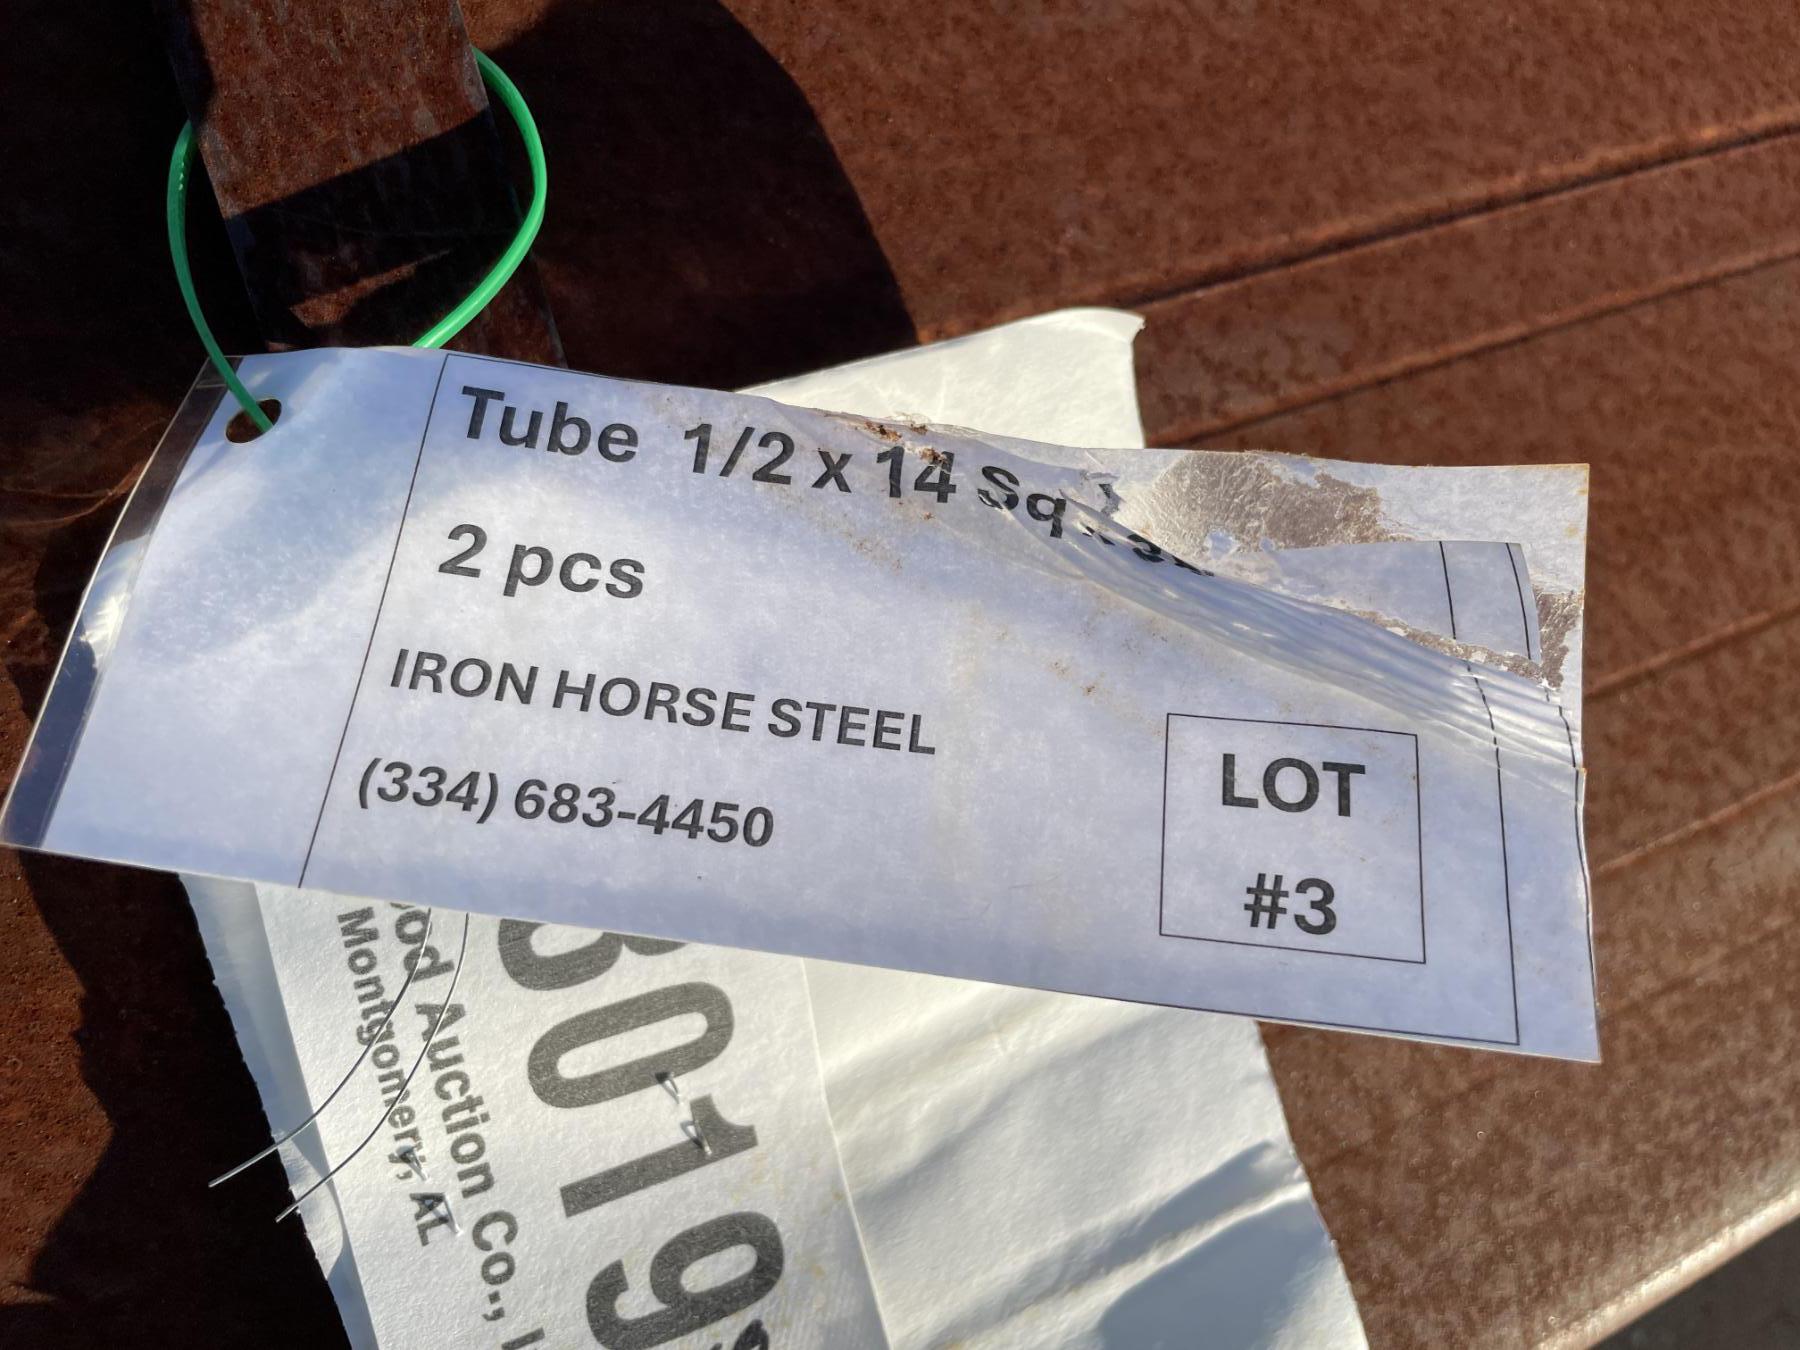 Tube 1/2 x 14 Sq x
2 pcs
IRON HORSE STEEL
(334) 683-4450
LOT
#3
3019
Auction Co.,
Montgomery, AL